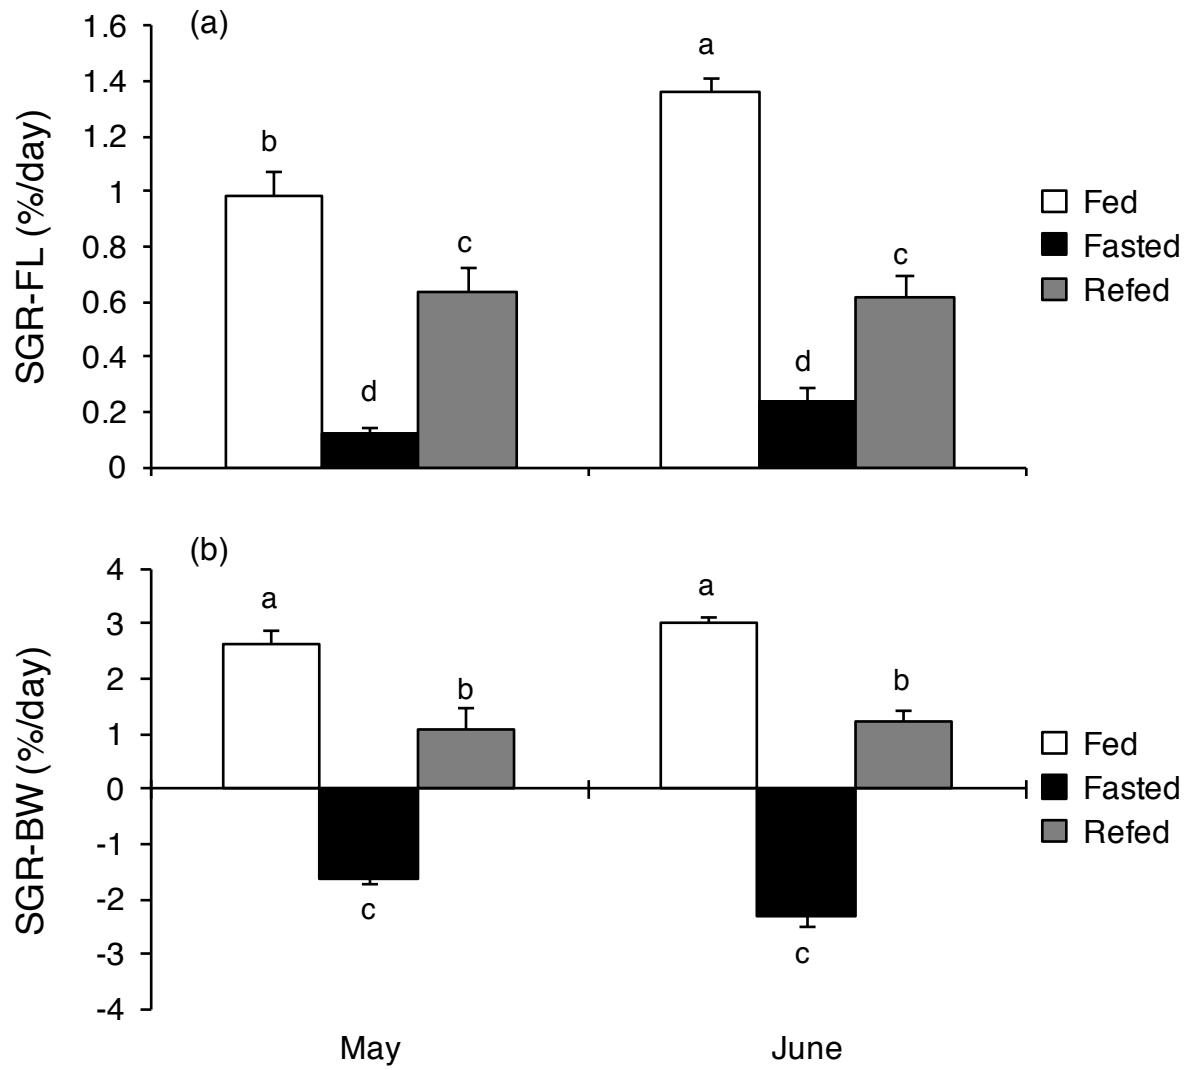 (a)
SGR-FL (%/day)
1.6
1.4
1.2
1
0.8
0.6
0.4
0.2
0
b
d
c
a
d
c
Fed
Fasted
Refed
(b)
SGR-BW (%/day)
4
3
2
1
0
-1
-2
-3
-4
a
c
b
a
c
b
Fed
Fasted
Refed
May
June